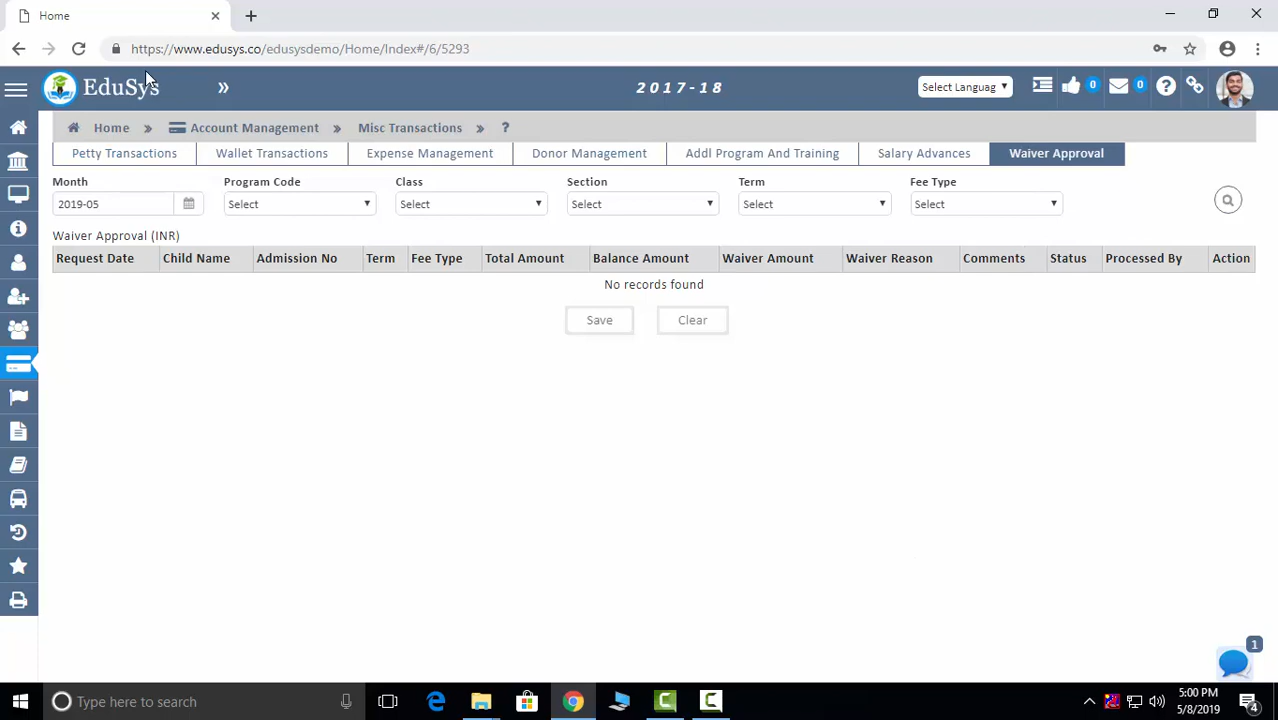 Home
https://www.edusys.co/edusysdemo/Home/Index#/6/5293
EduSys
2017-18
Select Languag
0
0
Home » Account Management » Misc Transactions » ?
Petty Transactions
Wallet Transactions
Expense Management
Donor Management
Addl Program And Training
Salary Advances
Waiver Approval
Month Program Code Class Section Term Fee Type
2019-05 Select Select Select Select Select
Waiver Approval (INR)
Request Date Child Name Admission No Term Fee Type Total Amount Balance Amount Waiver Amount Waiver Reason Comments Status Processed By Action
No records found
Save Clear
1
Type here to search
5:00 PM
5/8/2019
4